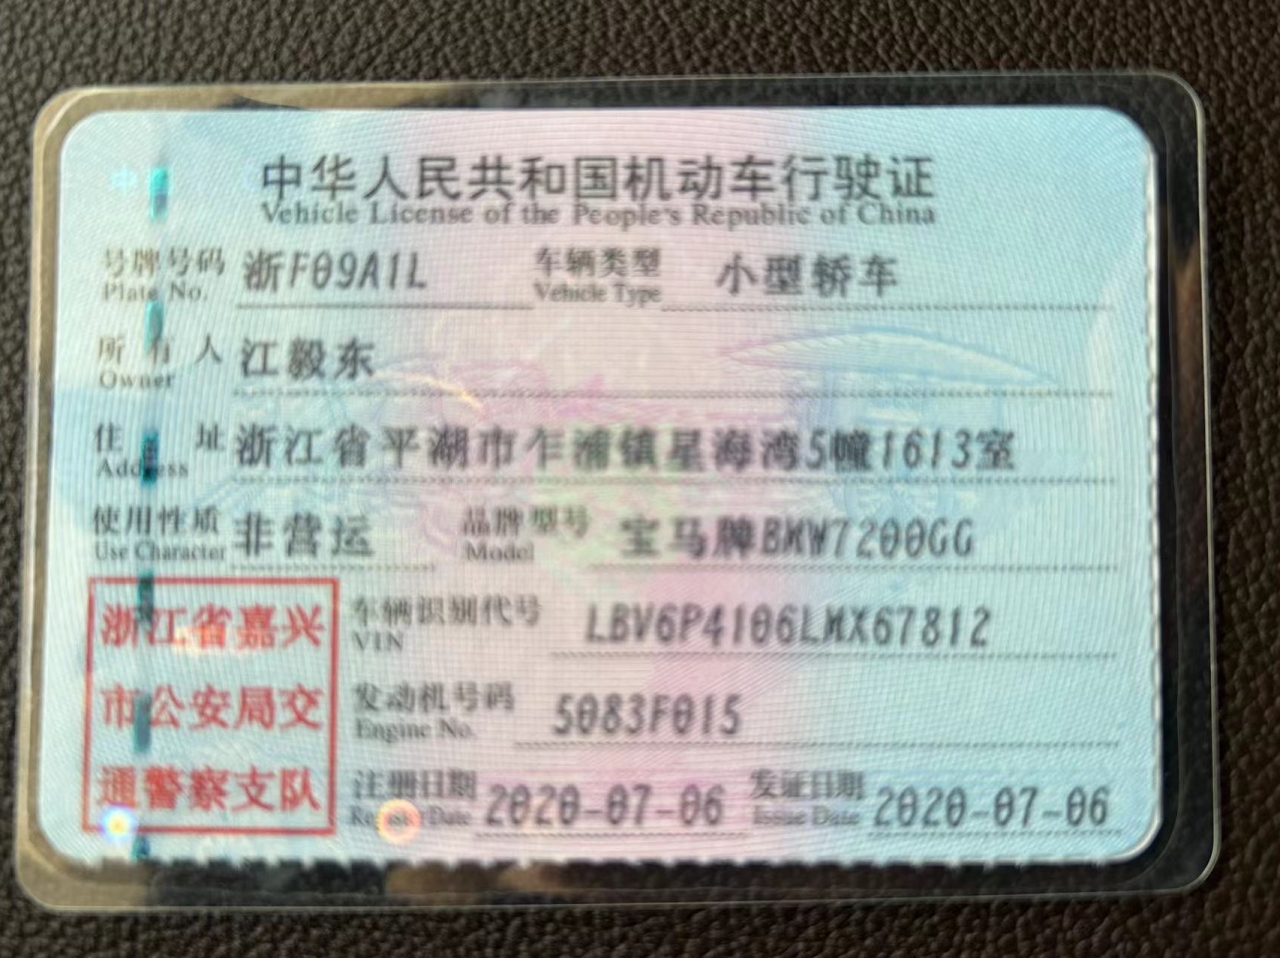 中华人民共和国机动车行驶证
Vehicle License of the People's Republic of China
号牌号码 浙F09A1L 车辆类型 小型轿车
Plate No. Vehicle Type
所有人 江毅东
Owner
住址 浙江省平湖市乍浦镇星海湾5幢1613室
Address
使用性质 非营运 品牌型号 宝马牌BMW7200GG
Use Character Model
浙江省嘉兴
市公安局交
通警察支队
车辆识别代号 LBV6P4106LMX67812
VIN
发动机号码 5083F015
Engine No.
注册日期 2020-07-06 发证日期 2020-07-06
Register Date Issue Date